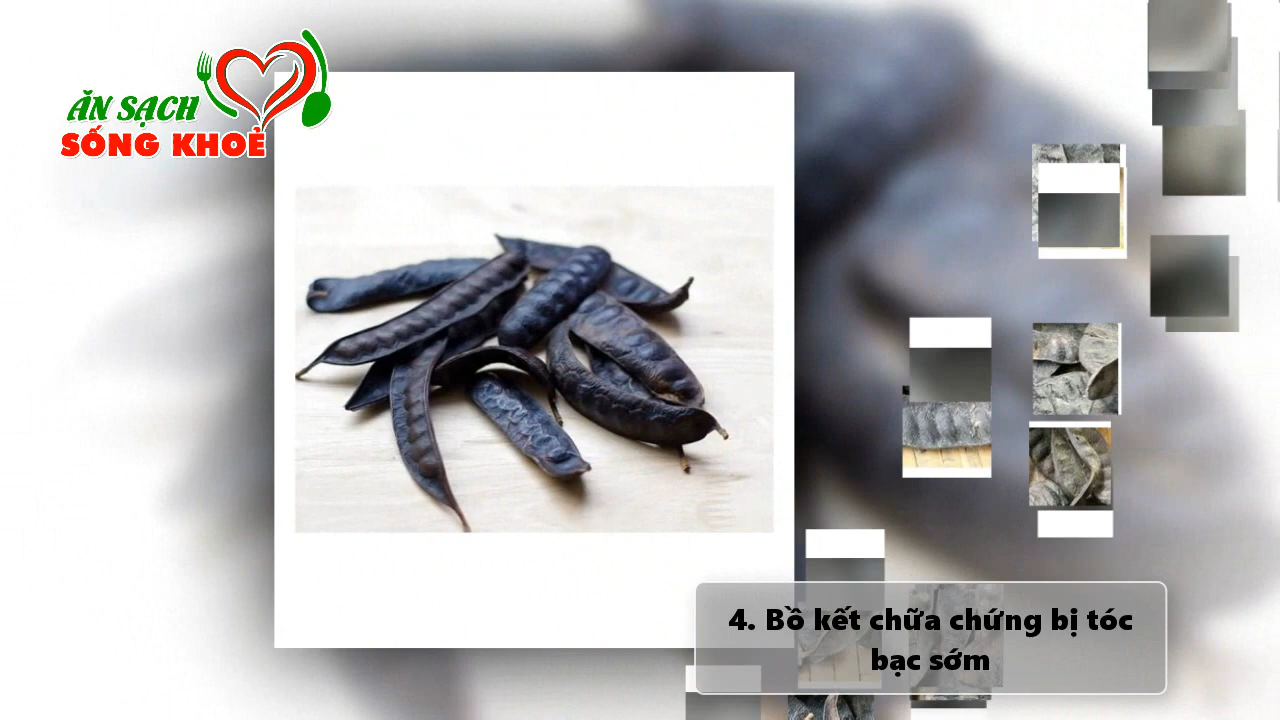 ĂN SẠCH
SỐNG KHOẺ
4. Bồ kết chữa chứng bị tóc
bạc sớm